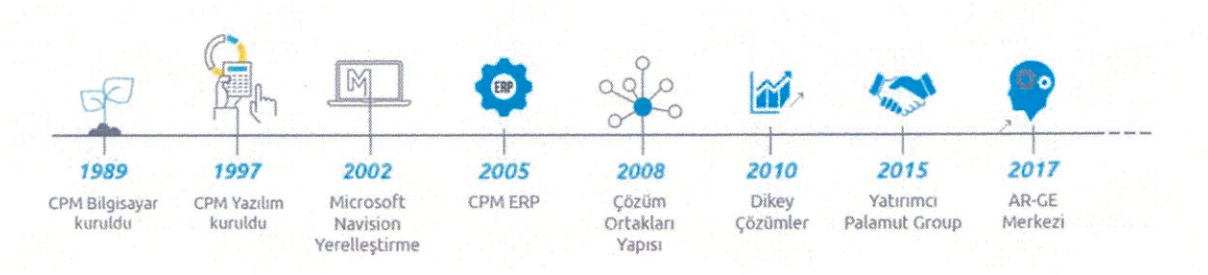 M
ERP
1989
CPM Bilgisayar
kuruldu
1997
CPM Yazılım
kuruldu
2002
Microsoft
Navision
Yerelleştirme
2005
CPM ERP
2008
Çözüm
Ortakları
Yapısı
2010
Dikey
Çözümler
2015
Yatırımcı
Palamut Group
2017
AR-GE
Merkezi